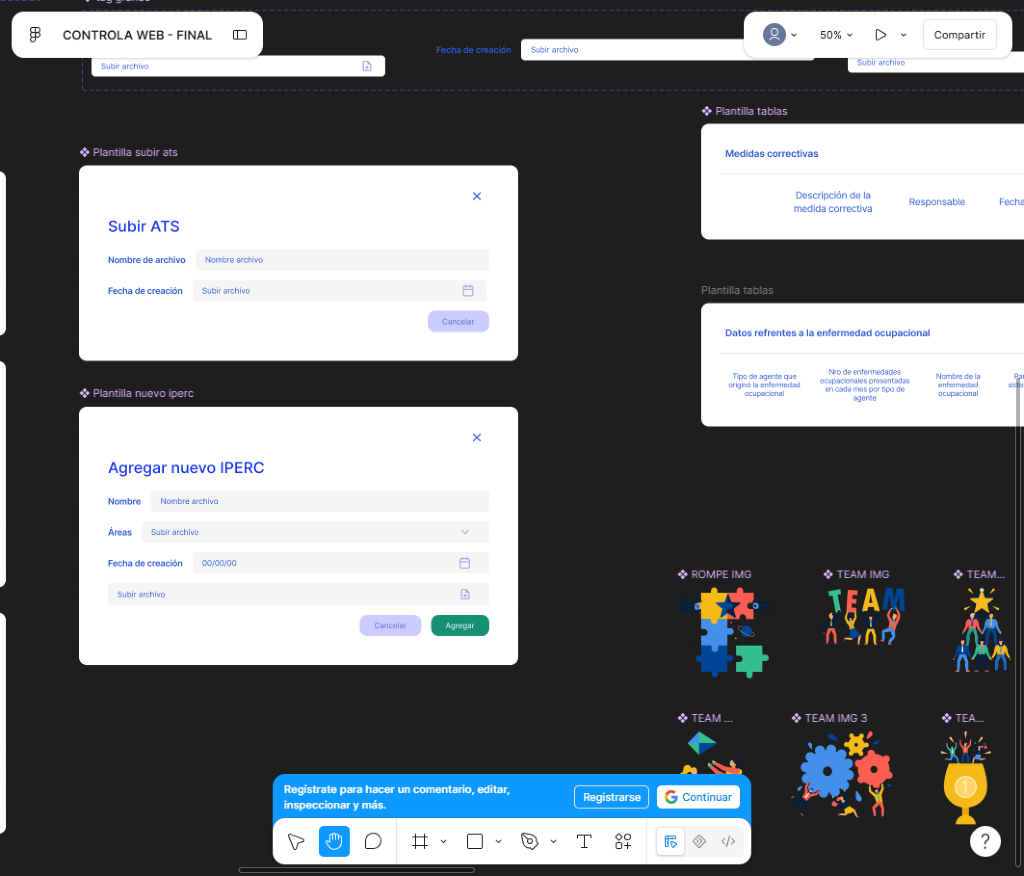 CONTROLA WEB - FINAL
50%
Compartir
Subir archivo
Fecha de creación
Subir archivo
Subir archivo
Plantilla tablas
Medidas correctivas
Descripción de la
medida correctiva
Responsable
Fecha
Plantilla subir ats
Subir ATS
Nombre de archivo
Nombre archivo
Fecha de creación
Subir archivo
Cancelar
Plantilla tablas
Datos refrentes a la enfermedad ocupacional
Tipo de agente que
originó la enfermedad
ocupacional
Nro de enfermedades
ocupacionales presentadas
en cada mes por tipo de
agente
Nombre de la
enfermedad
ocupacional
Plantilla nuevo iperc
Agregar nuevo IPERC
Nombre
Nombre archivo
Áreas
Subir archivo
Fecha de creación
00/00/00
Subir archivo
Cancelar
Agregar
ROMPE IMG
TEAM IMG
TEAM...
TEAM
TEAM ...
TEAM IMG 3
TEA...
1
Regístrate para hacer un comentario, editar,
inspeccionar y más.
Registrarse
Continuar
?